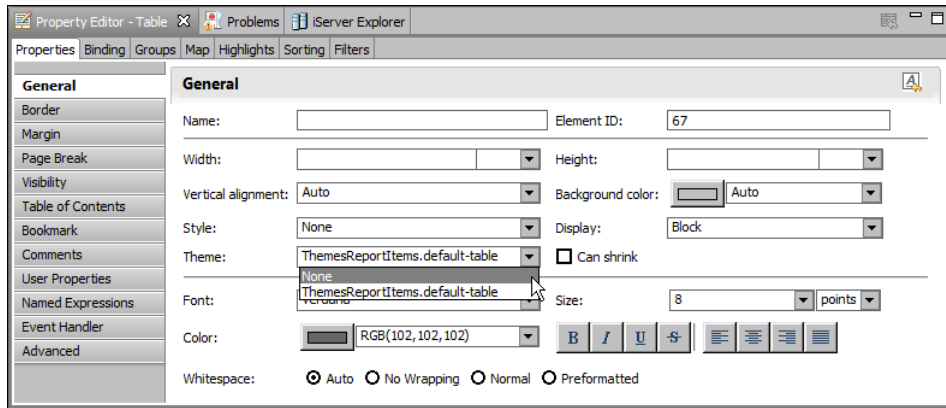 Property Editor - Table Problems iServer Explorer
Properties Binding Groups Map Highlights Sorting Filters
General
Border
Margin
Page Break
Visibility
Table of Contents
Bookmark
Comments
User Properties
Named Expressions
Event Handler
Advanced
General
Name: Element ID: 67
Width: Height:
Vertical alignment: Auto Background color: Auto
Style: None Display: Block
Theme: ThemesReportItems.default-table Can shrink
None
ThemesReportItems.default-table
Font: Size: 8 points
Color: RGB(102,102,102) B I U S
Whitespace: Auto No Wrapping Normal Preformatted